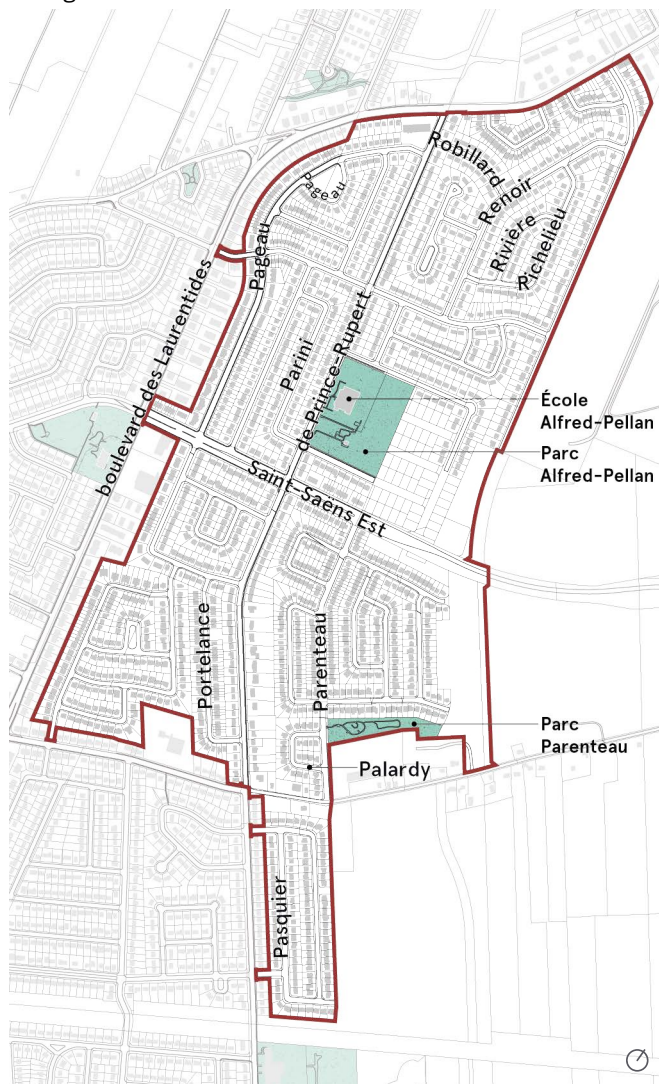 Robillard
Pageau
Renoir
Rivière
Richelieu
Pageau
boulevard des Laurentides
Parini
de Prince-Rupert
École
Alfred-Pellan
Parc
Alfred-Pellan
Saint-Saëns Est
Portelance
Parenteau
Parc
Parenteau
Palardy
Pasquier